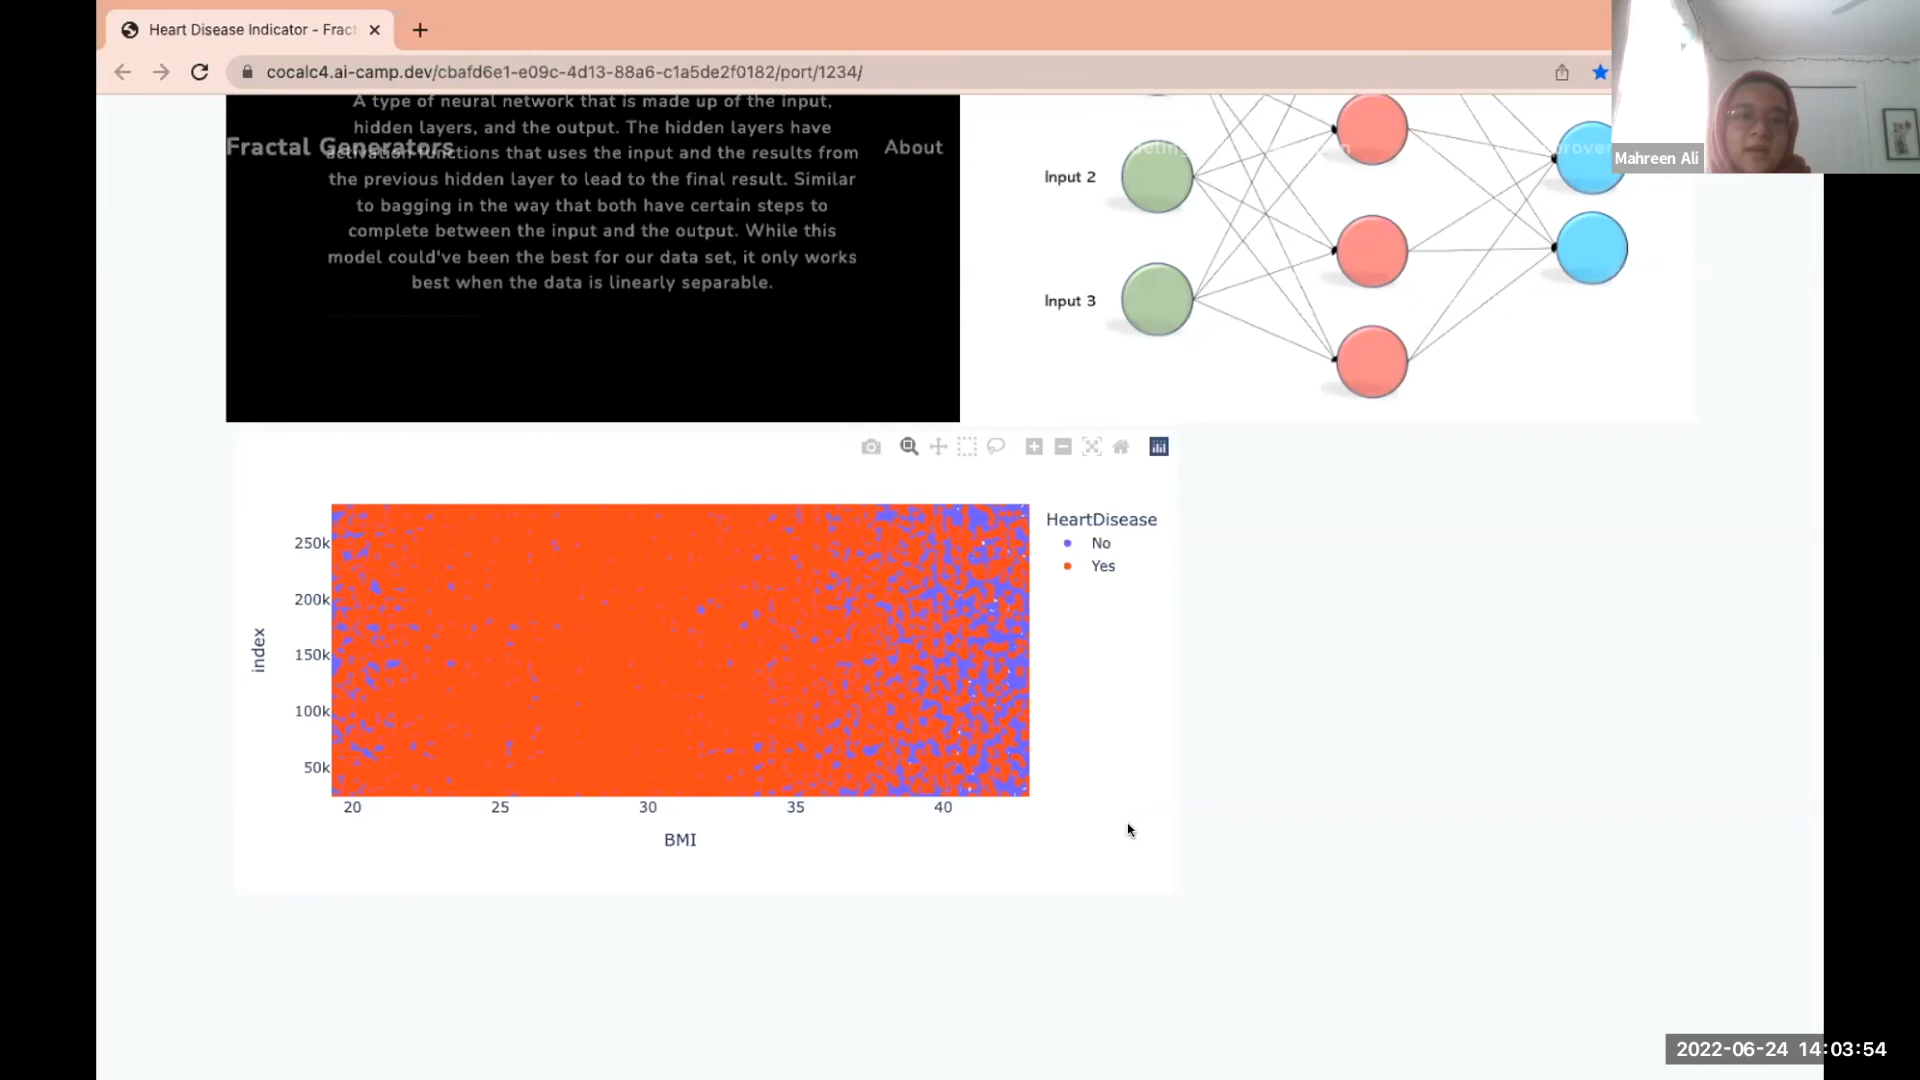 Heart Disease Indicator - Fract
cocalc4.ai-camp.dev/cbafd6e1-e09c-4d13-88a6-c1a5de2f0182/port/1234/
Mahreen Ali
A type of neural network that is made up of the input,
hidden layers, and the output. The hidden layers have
Fractal Generators
About
activation functions that uses the input and the results from
the previous hidden layer to lead to the final result. Similar
to bagging in the way that both have certain steps to
complete between the input and the output. While this
model could've been the best for our data set, it only works
best when the data is linearly separable.
Input 2
Input 3
HeartDisease
No
Yes
index
250k
200k
150k
100k
50k
20 25 30 35 40
BMI
2022-06-24 14:03:54